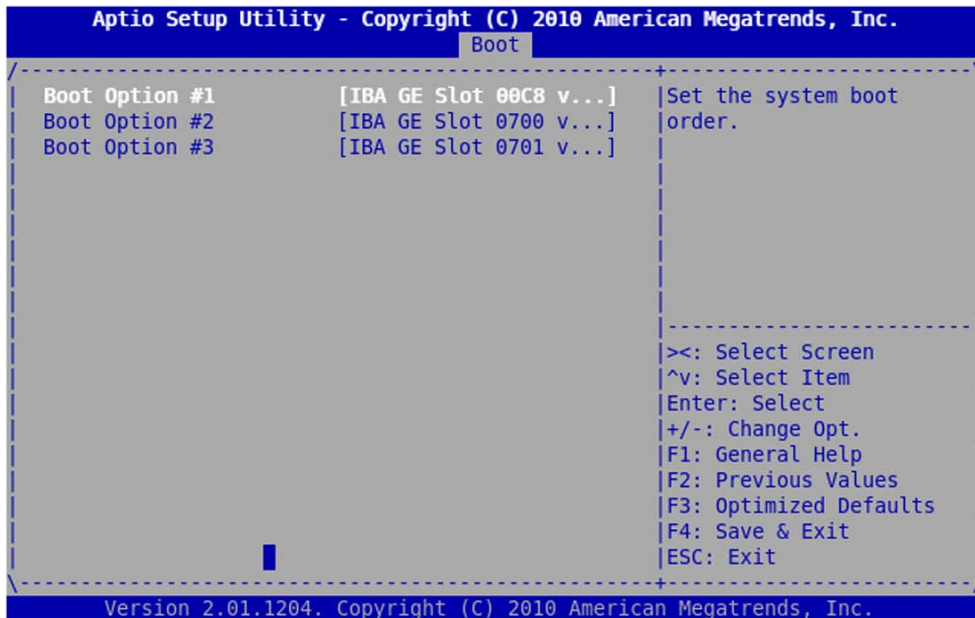 Aptio Setup Utility - Copyright (C) 2010 American Megatrends, Inc.
Boot
Boot Option #1 [IBA GE Slot 00C8 v...]
Boot Option #2 [IBA GE Slot 0700 v...]
Boot Option #3 [IBA GE Slot 0701 v...]
Set the system boot
order.
><: Select Screen
^v: Select Item
Enter: Select
+/-: Change Opt.
F1: General Help
F2: Previous Values
F3: Optimized Defaults
F4: Save & Exit
ESC: Exit
Version 2.01.1204. Copyright (C) 2010 American Megatrends, Inc.